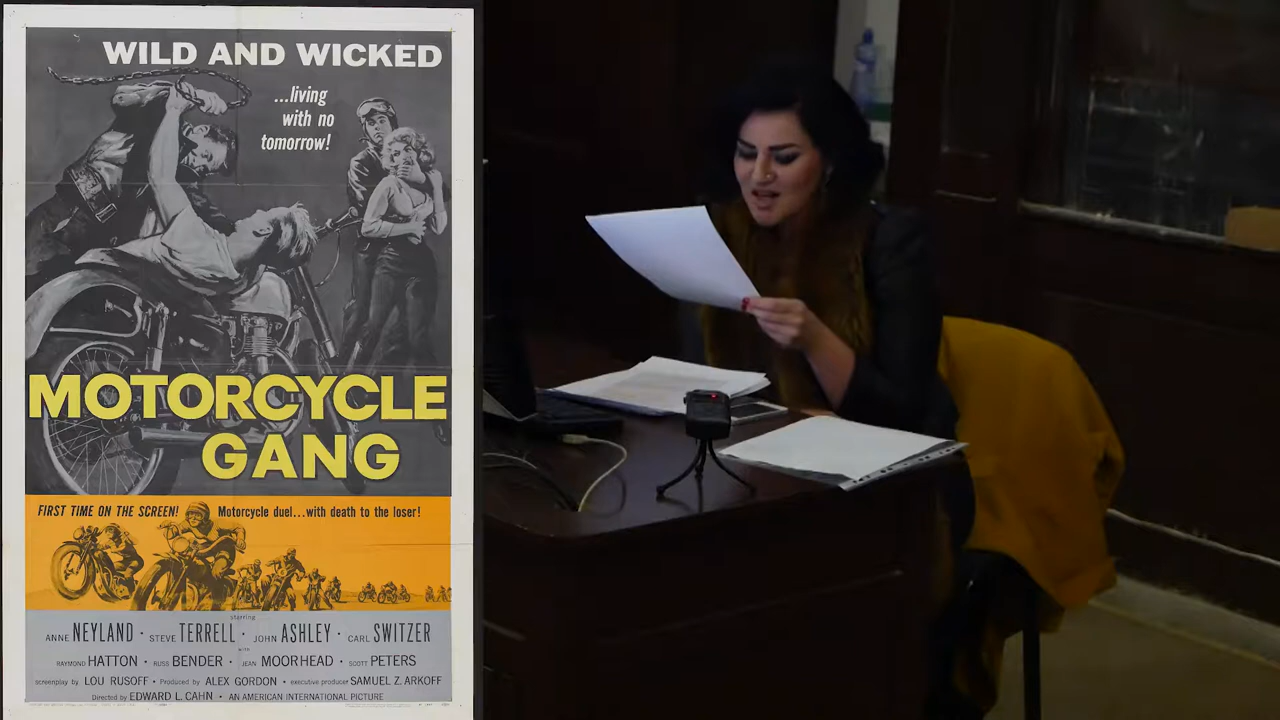 WILD AND WICKED
...living
with no
tomorrow!
MOTORCYCLE
GANG
FIRST TIME ON THE SCREEN! Motorcycle duel...with death to the loser!
starring
ANNE NEYLAND • STEVE TERRELL • JOHN ASHLEY • CARL SWITZER
with
RAYMOND HATTON • RUSS BENDER • JEAN MOORHEAD • SCOTT PETERS
screenplay by LOU RUSOFF • Produced by ALEX GORDON • executive producer SAMUEL Z. ARKOFF
Directed by EDWARD L. CAHN • AN AMERICAN INTERNATIONAL PICTURE